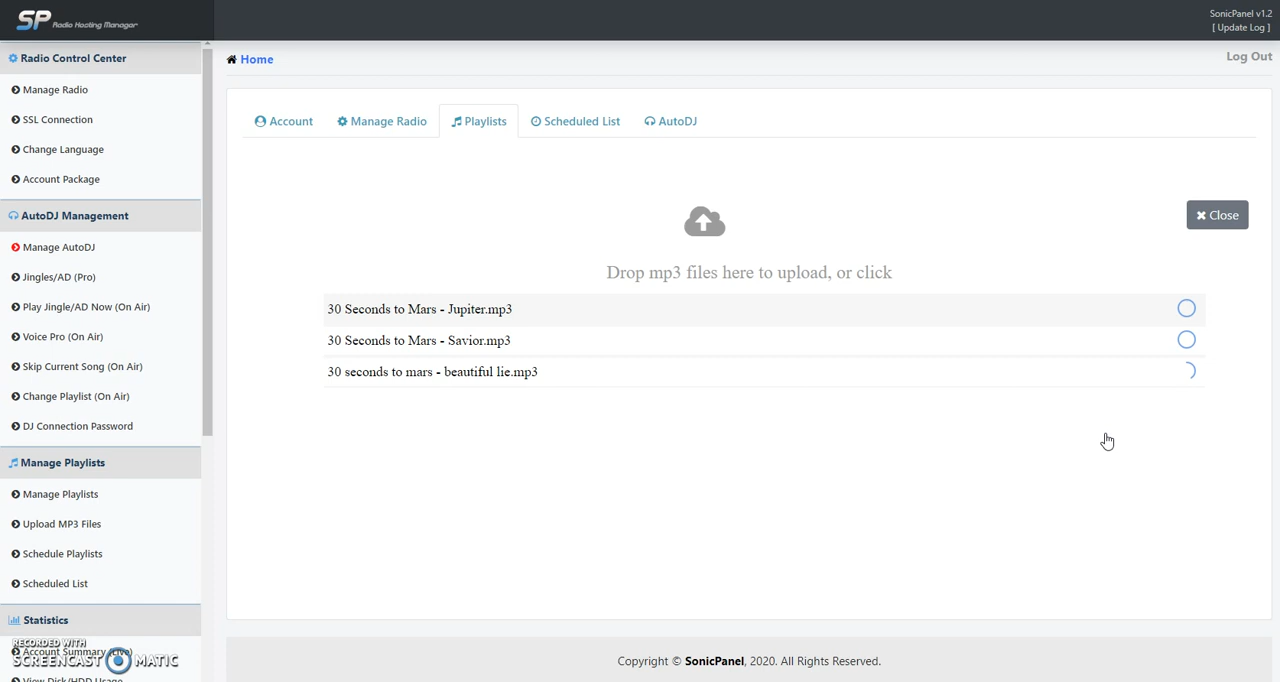 SP Radio Hosting Manager
SonicPanel v1.2
[ Update Log ]
Radio Control Center
Manage Radio
SSL Connection
Change Language
Account Package
AutoDJ Management
Manage AutoDJ
Jingles/AD (Pro)
Play Jingle/AD Now (On Air)
Voice Pro (On Air)
Skip Current Song (On Air)
Change Playlist (On Air)
DJ Connection Password
Manage Playlists
Manage Playlists
Upload MP3 Files
Schedule Playlists
Scheduled List
Statistics
Account Summary (Live)
View Disk/HDD Usage
RECORDED WITH
SCREENCAST MATIC
Home
Log Out
Account
Manage Radio
Playlists
Scheduled List
AutoDJ
Close
Drop mp3 files here to upload, or click
30 Seconds to Mars - Jupiter.mp3
30 Seconds to Mars - Savior.mp3
30 seconds to mars - beautiful lie.mp3
Copyright © SonicPanel, 2020. All Rights Reserved.